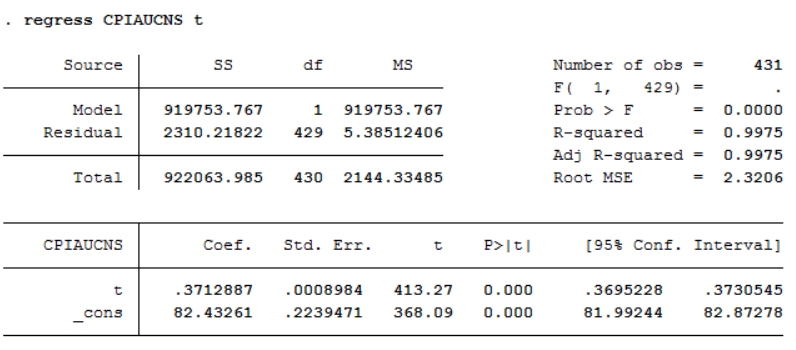 . regress CPIAUCNS t
Source SS df MS Number of obs = 431
F( 1, 429) = .
Model 919753.767 1 919753.767 Prob > F = 0.0000
Residual 2310.21822 429 5.38512406 R-squared = 0.9975
Adj R-squared = 0.9975
Total 922063.985 430 2144.33485 Root MSE = 2.3206
CPIAUCNS Coef. Std. Err. t P>|t| [95% Conf. Interval]
t .3712887 .0008984 413.27 0.000 .3695228 .3730545
_cons 82.43261 .2239471 368.09 0.000 81.99244 82.87278